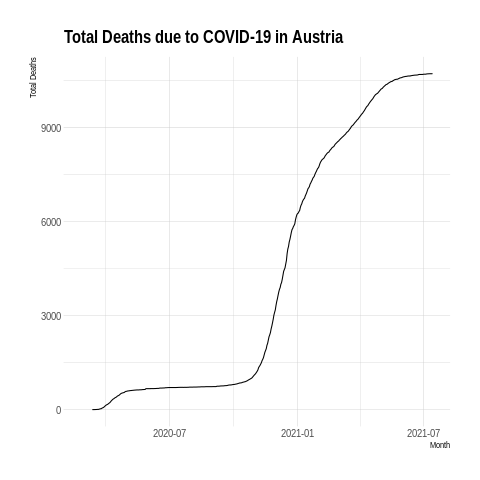 Total Deaths due to COVID-19 in Austria
Total Deaths
9000
6000
3000
0
2020-07
2021-01
2021-07
Month